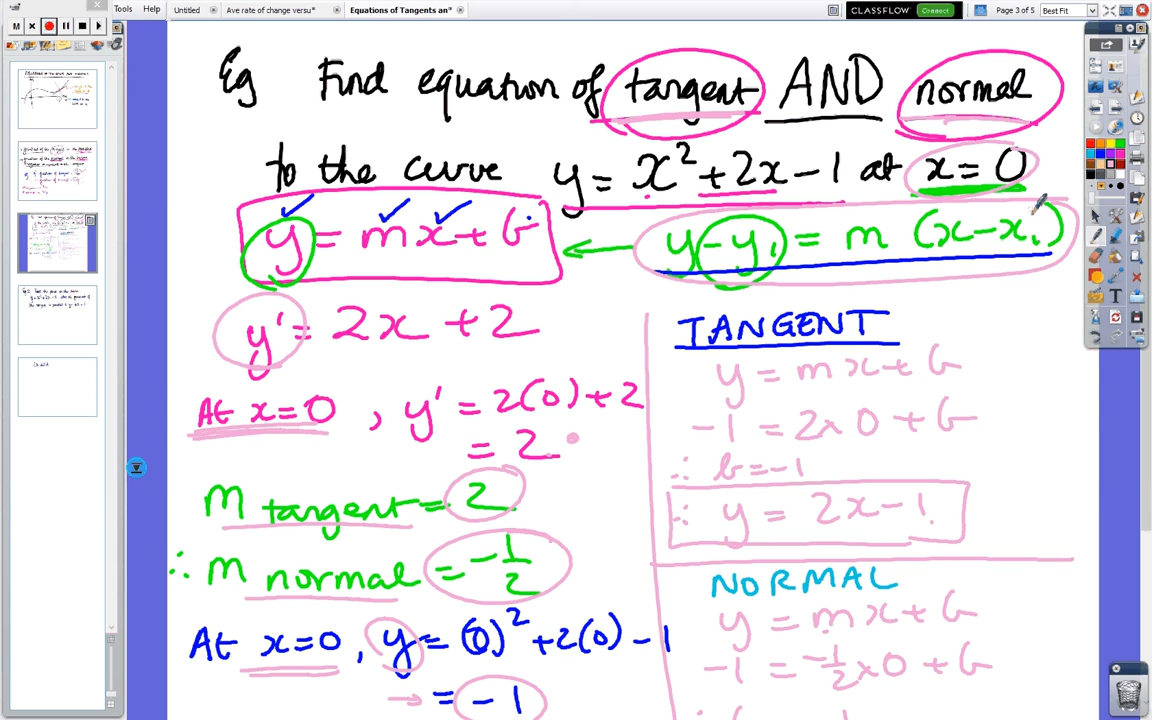 Tools Help
Untitled Ave rate of change versu* Equations of Tangents an* CLASSFLOW Connect Page 3 of 5 Best Fit
Eg Find equation of tangent AND normal
to the curve y = x² + 2x - 1 at x = 0
y = mx + b ← y - y₁ = m (x - x₁)
y' = 2x + 2
At x = 0, y' = 2(0) + 2
= 2
m tangent = 2
∴ m normal = -1/2
At x = 0, y = (0)² + 2(0) - 1
→ = -1
TANGENT
y = mx + b
-1 = 2x0 + b
∴ b = -1
∴ y = 2x - 1
NORMAL
y = mx + b
-1 = -1/2 x0 + b